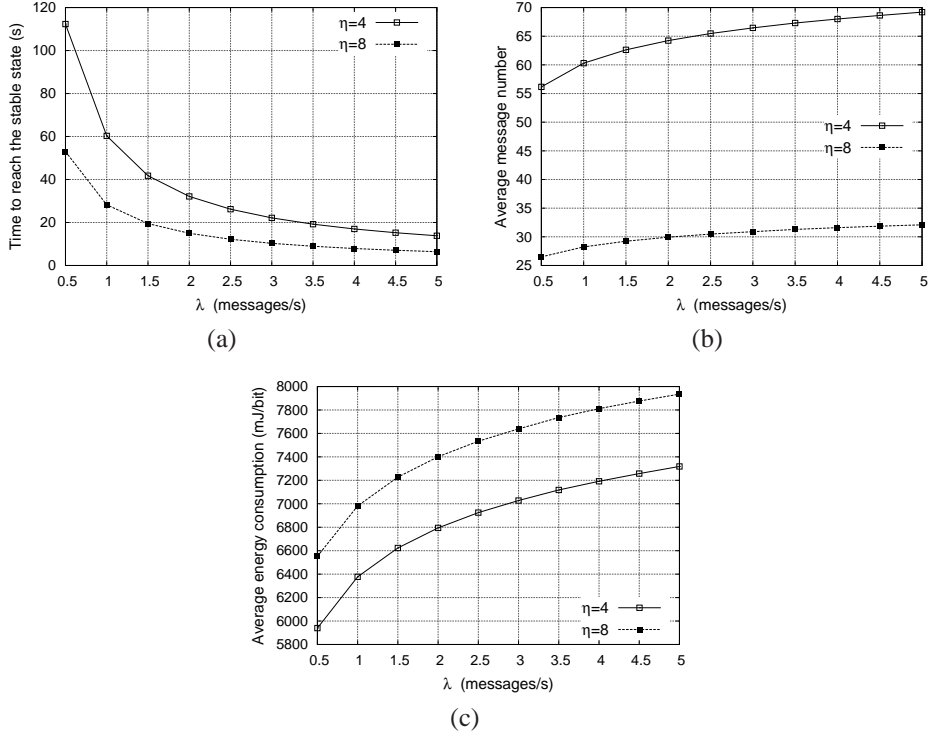 Time to reach the stable state (s)
120
100
80
60
40
20
0
η=4
η=8
0.5 1 1.5 2 2.5 3 3.5 4 4.5 5
λ (messages/s)
(a)
Average message number
70
65
60
55
50
45
40
35
30
25
η=4
η=8
0.5 1 1.5 2 2.5 3 3.5 4 4.5 5
λ (messages/s)
(b)
Average energy consumption (mJ/bit)
8000
7800
7600
7400
7200
7000
6800
6600
6400
6200
6000
5800
η=4
η=8
0.5 1 1.5 2 2.5 3 3.5 4 4.5 5
λ (messages/s)
(c)